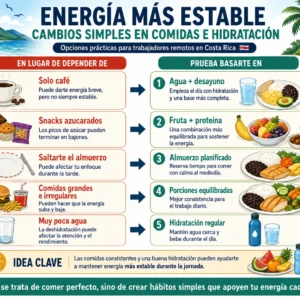 ENERGÍA MÁS ESTABLE
CAMBIOS SIMPLES EN COMIDAS E HIDRATACIÓN
Opciones prácticas para trabajadores remotos en Costa Rica
EN LUGAR DE DEPENDER DE
Solo café
Puede darte energía breve,
pero no siempre estable.
Snacks azucarados
Los picos de azúcar pueden
terminar en bajones.
Saltarte el almuerzo
Puede afectar tu enfoque
durante la tarde.
Comidas grandes
e irregulares
Pueden hacer que la energía
suba y baje.
Muy poca agua
La deshidratación puede
afectar la atención y el
rendimiento.
PRUEBA BASARTE EN
1 Agua + desayuno
Empieza el día con hidratación
y una base completa.
2 Fruta + proteína
Una combinación más
equilibrada para sostener
la energía.
3 Almuerzo planificado
Reserva tiempo para comer
con calma al mediodía.
4 Porciones equilibradas
Mejor consistencia para el
trabajo diario.
5 Hidratación regular
Mantén agua cerca y
bebe durante el día.
IDEA CLAVE
Las comidas consistentes y una buena hidratación pueden ayudarte
a mantener energía más estable durante la jornada.
se trata de comer perfecto, sino de crear hábitos simples que apoyen tu energía cad